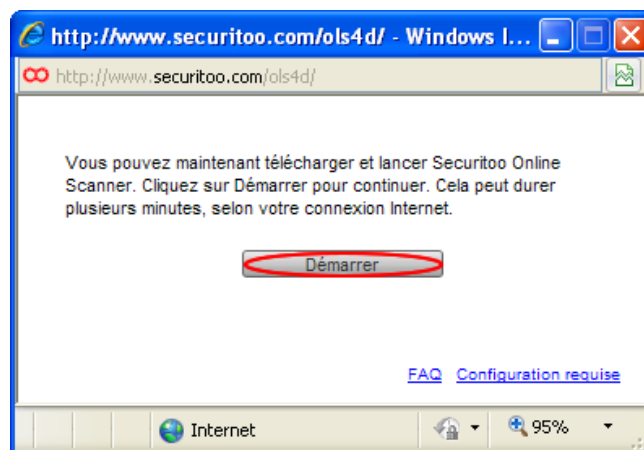 http://www.securitoo.com/ols4d/ - Windows I...
http://www.securitoo.com/ols4d/
Vous pouvez maintenant télécharger et lancer Securitoo Online
Scanner. Cliquez sur Démarrer pour continuer. Cela peut durer
plusieurs minutes, selon votre connexion Internet.
Démarrer
FAQ Configuration requise
Internet 95%